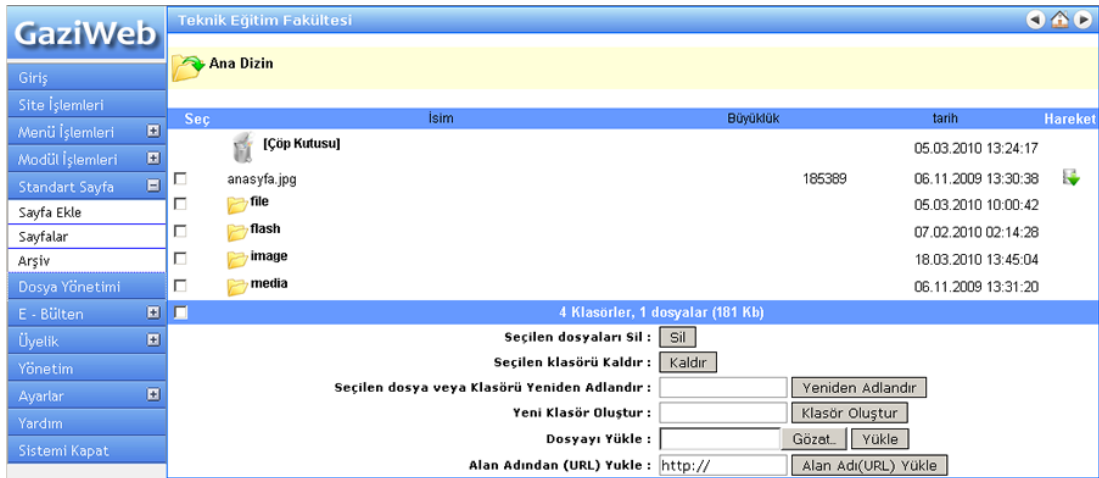 GaziWeb
Teknik Eğitim Fakültesi
Giriş
Site İşlemleri
Menü İşlemleri
Modül İşlemleri
Standart Sayfa
Sayfa Ekle
Sayfalar
Arşiv
Dosya Yönetimi
E - Bülten
Üyelik
Yönetim
Ayarlar
Yardım
Sistemi Kapat
Ana Dizin
Seç İsim Büyüklük tarih Hareket
[Çöp Kutusu] 05.03.2010 13:24:17
anasyfa.jpg 185389 06.11.2009 13:30:38
file 05.03.2010 10:00:42
flash 07.02.2010 02:14:28
image 18.03.2010 13:45:04
media 06.11.2009 13:31:20
4 Klasörler, 1 dosyalar (181 Kb)
Seçilen dosyaları Sil : Sil
Seçilen klasörü Kaldır : Kaldır
Seçilen dosya veya Klasörü Yeniden Adlandır : Yeniden Adlandır
Yeni Klasör Oluştur : Klasör Oluştur
Dosyayı Yükle : Gözat... Yükle
Alan Adından (URL) Yukle : http:// Alan Adı(URL) Yükle